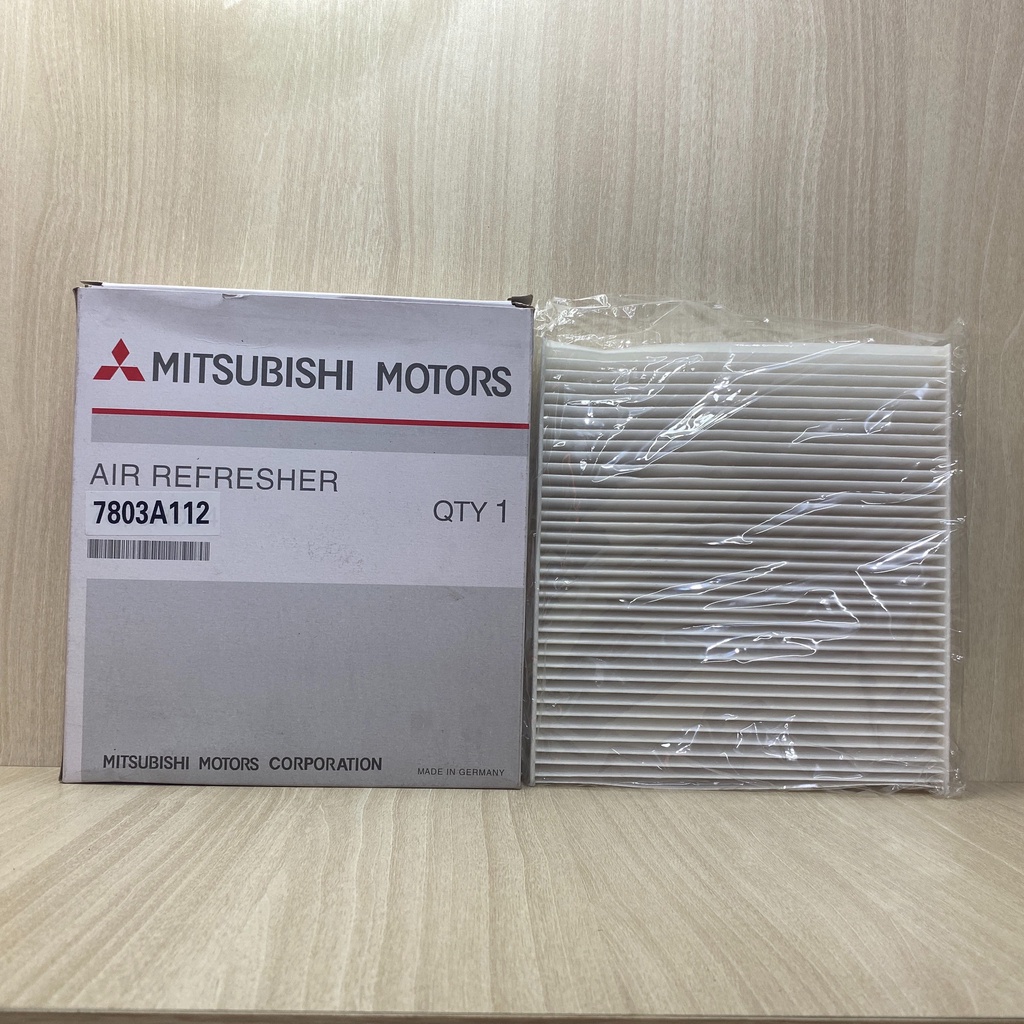 MITSUBISHI MOTORS
AIR REFRESHER
7803A112
QTY 1
MITSUBISHI MOTORS CORPORATION
MADE IN GERMANY